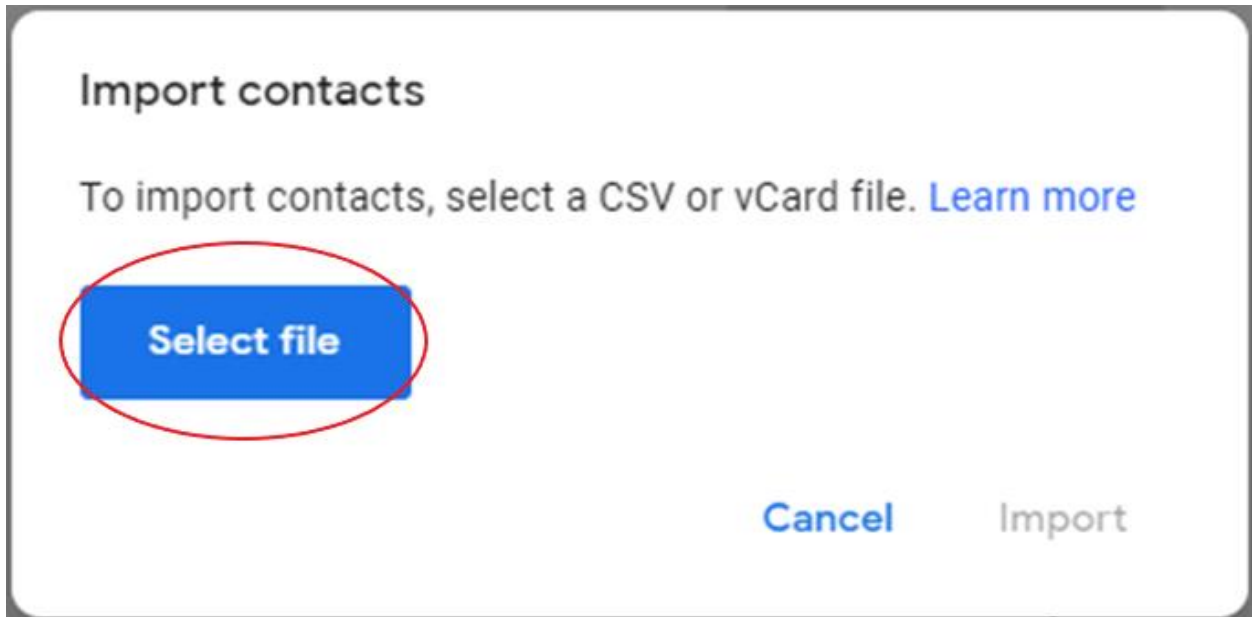 Import contacts
To import contacts, select a CSV or vCard file. Learn more
Select file
Cancel Import